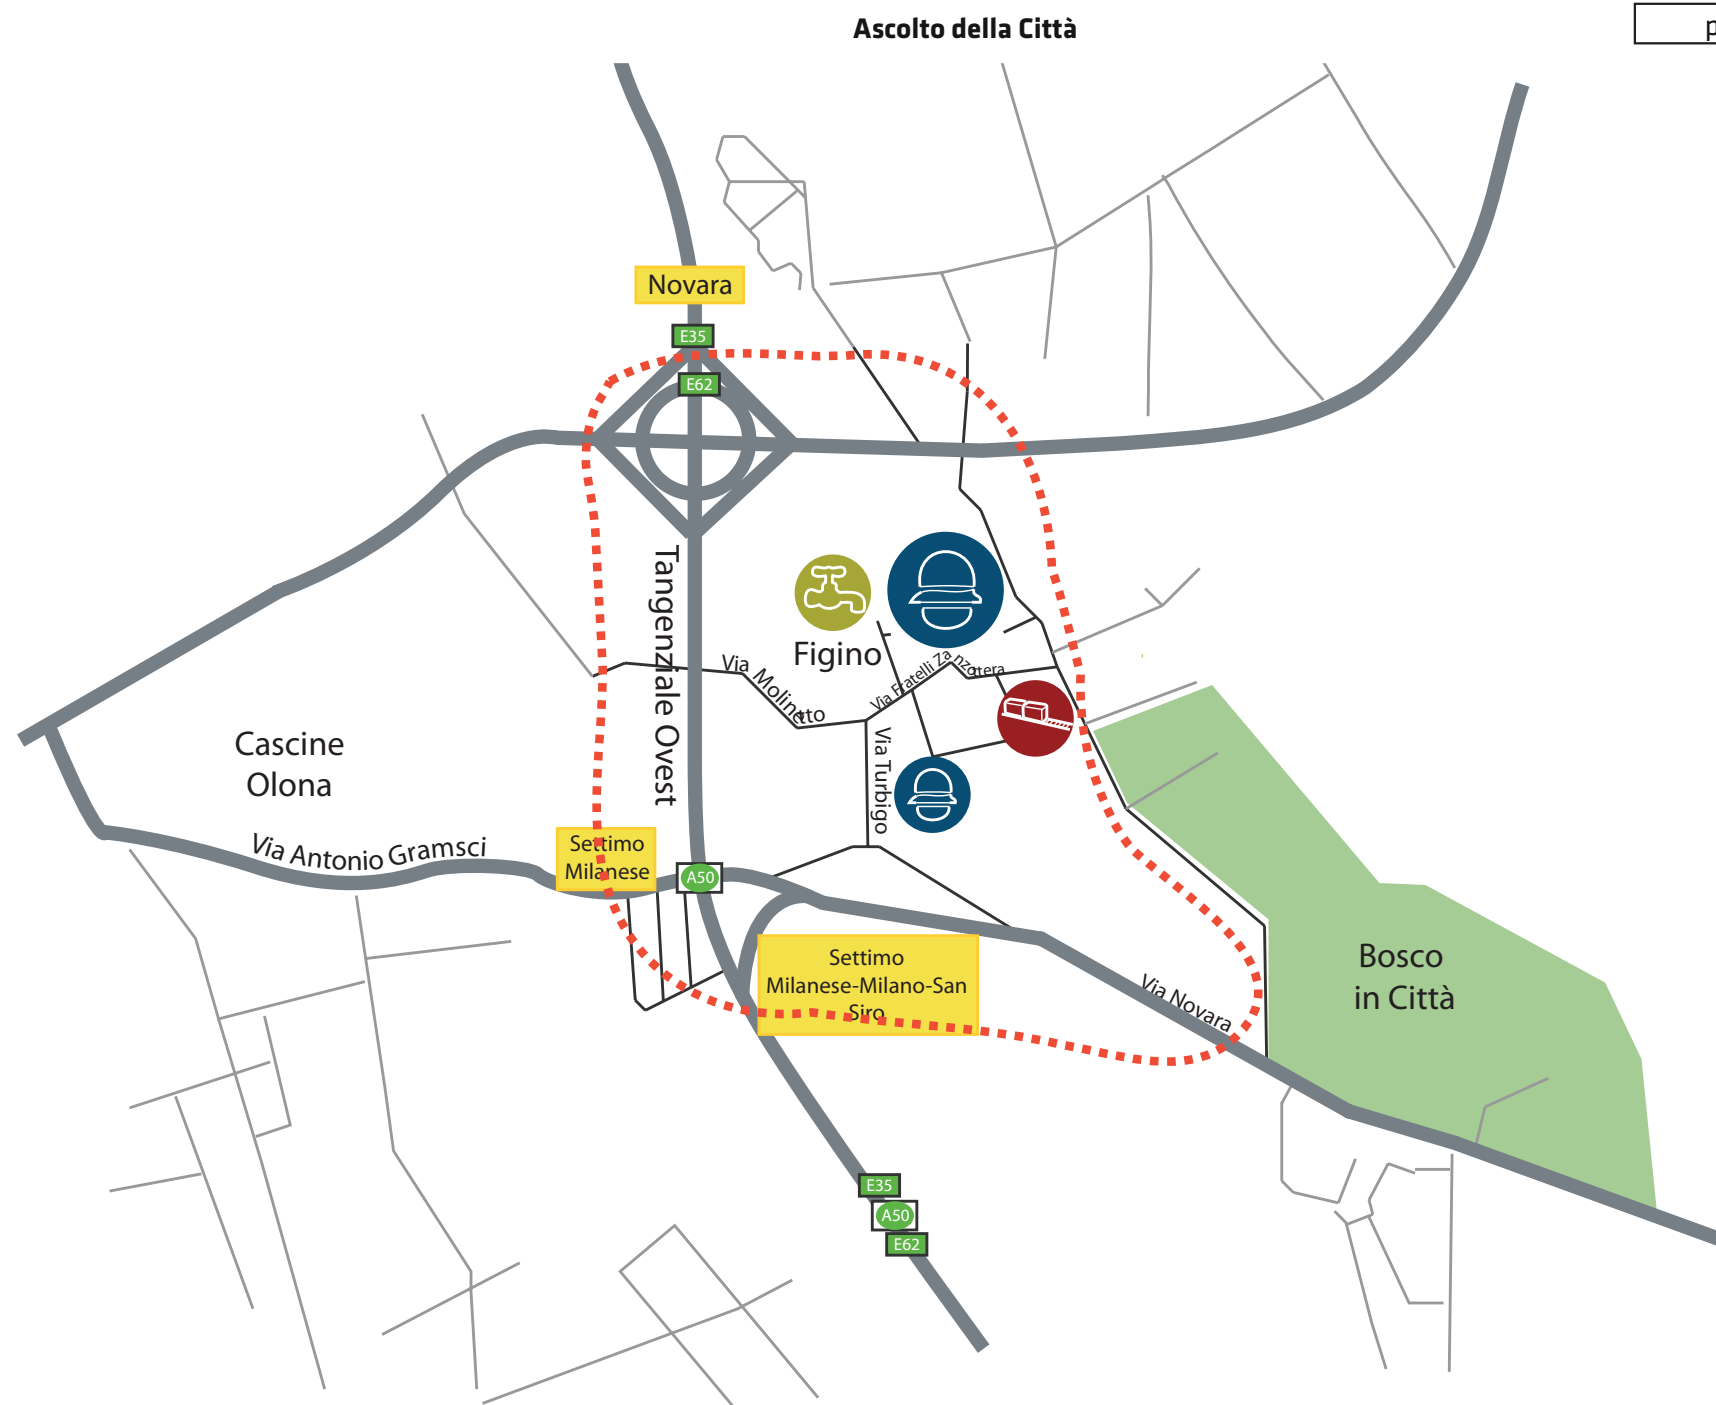 Ascolto della Città
p
Novara
E35
E62
Tangenziale Ovest
Figino
Via Molinetto
Via Fratelli Zanzottera
Via Turbigo
Cascine
Olona
Via Antonio Gramsci
Settimo
Milanese
A50
Settimo
Milanese-Milano-San
Siro
Via Novara
Bosco
in Città
E35
A50
E62